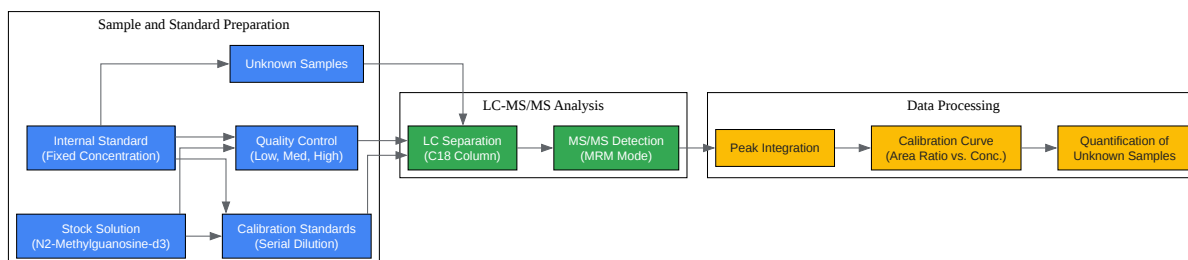 Sample and Standard Preparation
Unknown Samples
Internal Standard
(Fixed Concentration)
Quality Control
(Low, Med, High)
Stock Solution
(N2-Methylguanosine-d3)
Calibration Standards
(Serial Dilution)
LC-MS/MS Analysis
LC Separation
(C18 Column)
MS/MS Detection
(MRM Mode)
Data Processing
Peak Integration
Calibration Curve
(Area Ratio vs. Conc.)
Quantification of
Unknown Samples